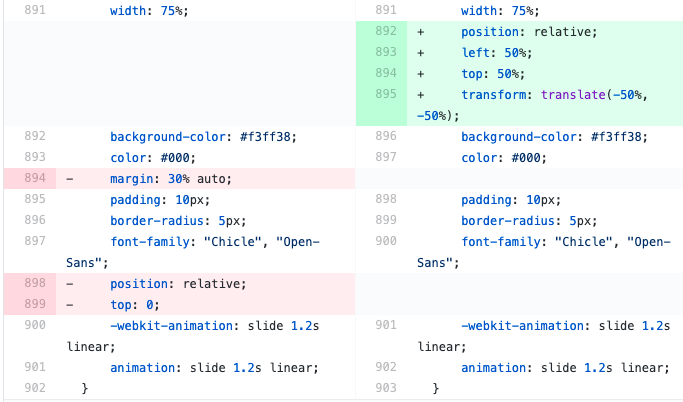 891 width: 75%;
892 background-color: #f3ff38;
893 color: #000;
894 - margin: 30% auto;
895 padding: 10px;
896 border-radius: 5px;
897 font-family: "Chicle", "Open-
Sans";
898 - position: relative;
899 - top: 0;
900 -webkit-animation: slide 1.2s
linear;
901 animation: slide 1.2s linear;
902 }
891 width: 75%;
892 + position: relative;
893 + left: 50%;
894 + top: 50%;
895 + transform: translate(-50%,
-50%);
896 background-color: #f3ff38;
897 color: #000;
898 padding: 10px;
899 border-radius: 5px;
900 font-family: "Chicle", "Open-
Sans";
901 -webkit-animation: slide 1.2s
linear;
902 animation: slide 1.2s linear;
903 }